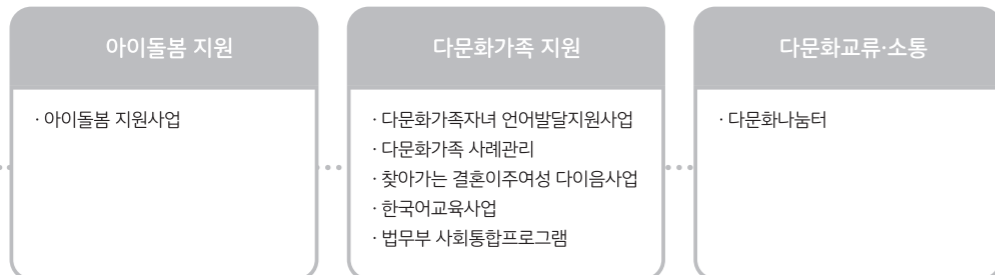 아이돌봄 지원
· 아이돌봄 지원사업
다문화가족 지원
· 다문화가족자녀 언어발달지원사업
· 다문화가족 사례관리
· 찾아가는 결혼이주여성 다이음사업
· 한국어교육사업
· 법무부 사회통합프로그램
다문화교류·소통
· 다문화나눔터